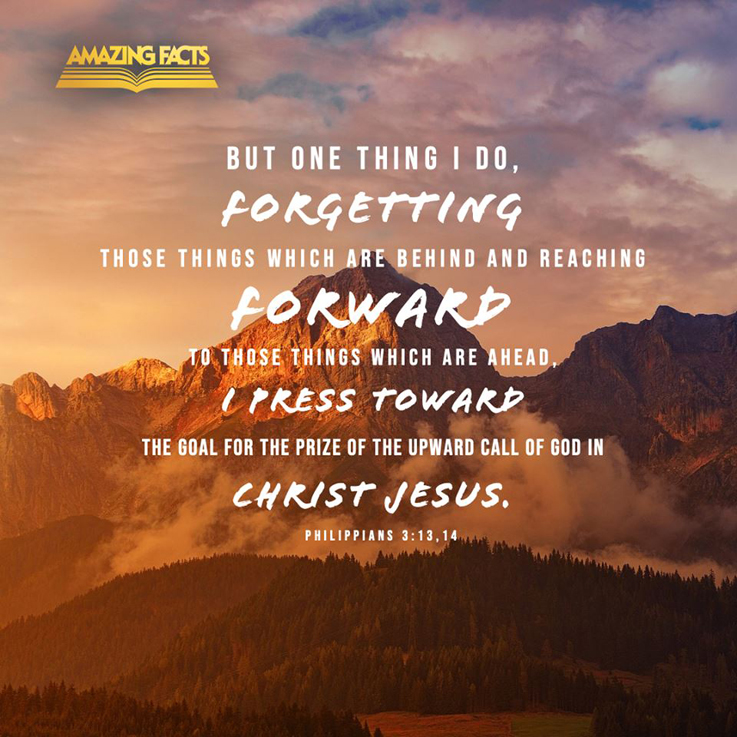 AMAZING FACTS
BUT ONE THING I DO,
FORGETTING
THOSE THINGS WHICH ARE BEHIND AND REACHING
FORWARD
TO THOSE THINGS WHICH ARE AHEAD,
I PRESS TOWARD
THE GOAL FOR THE PRIZE OF THE UPWARD CALL OF GOD IN
CHRIST JESUS.
PHILIPPIANS 3:13,14